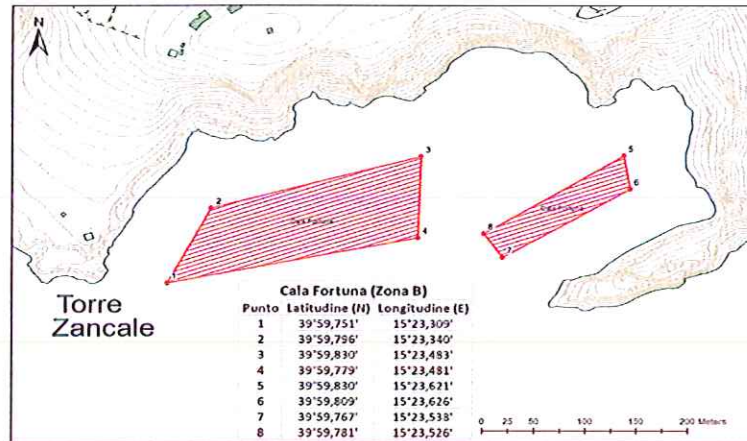 N
3
5
2
6
Cala Fortuna
8
4
7
1
Torre
Zancale
Cala Fortuna (Zona B)
Punto Latitudine (N) Longitudine (E)
1 39°59,751' 15°23,309'
2 39°59,796' 15°23,340'
3 39°59,830' 15°23,483'
4 39°59,779' 15°23,481'
5 39°59,830' 15°23,621'
6 39°59,809' 15°23,626'
7 39°59,767' 15°23,538'
8 39°59,781' 15°23,526'
0 25 50 100 150 200 Meters